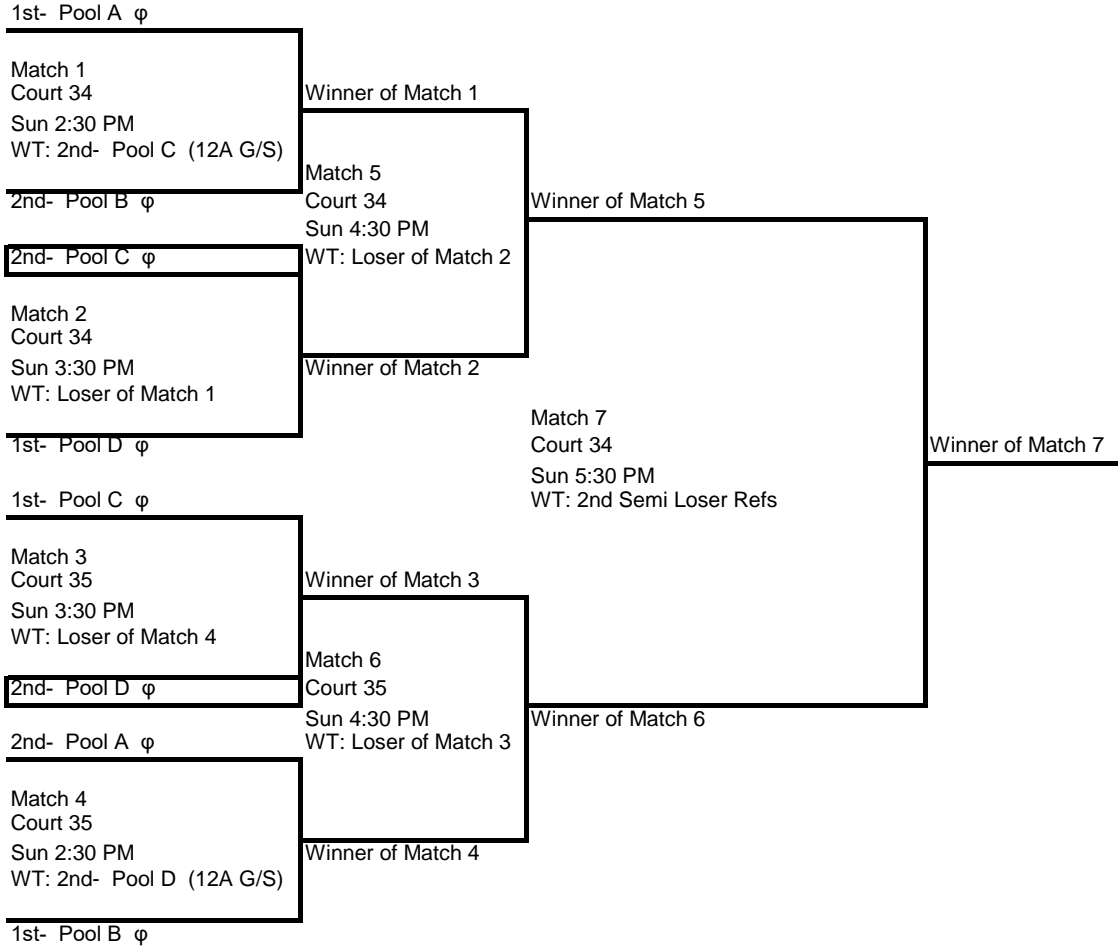 1st-  Pool A  φ
Match 1
Court 34
Sun 2:30 PM
WT: 2nd-  Pool C  (12A G/S)
2nd-  Pool B  φ
2nd-  Pool C  φ
Match 2
Court 34
Sun 3:30 PM
WT: Loser of Match 1
1st-  Pool D  φ
1st-  Pool C  φ
Match 3
Court 35
Sun 3:30 PM
WT: Loser of Match 4
2nd-  Pool D  φ
2nd-  Pool A  φ
Match 4
Court 35
Sun 2:30 PM
WT: 2nd-  Pool D  (12A G/S)
1st-  Pool B  φ
Winner of Match 1
Match 5
Court 34
Sun 4:30 PM
WT: Loser of Match 2
Winner of Match 2
Winner of Match 3
Match 6
Court 35
Sun 4:30 PM
WT: Loser of Match 3
Winner of Match 4
Winner of Match 5
Match 7
Court 34
Sun 5:30 PM
WT: 2nd Semi Loser Refs
Winner of Match 6
Winner of Match 7